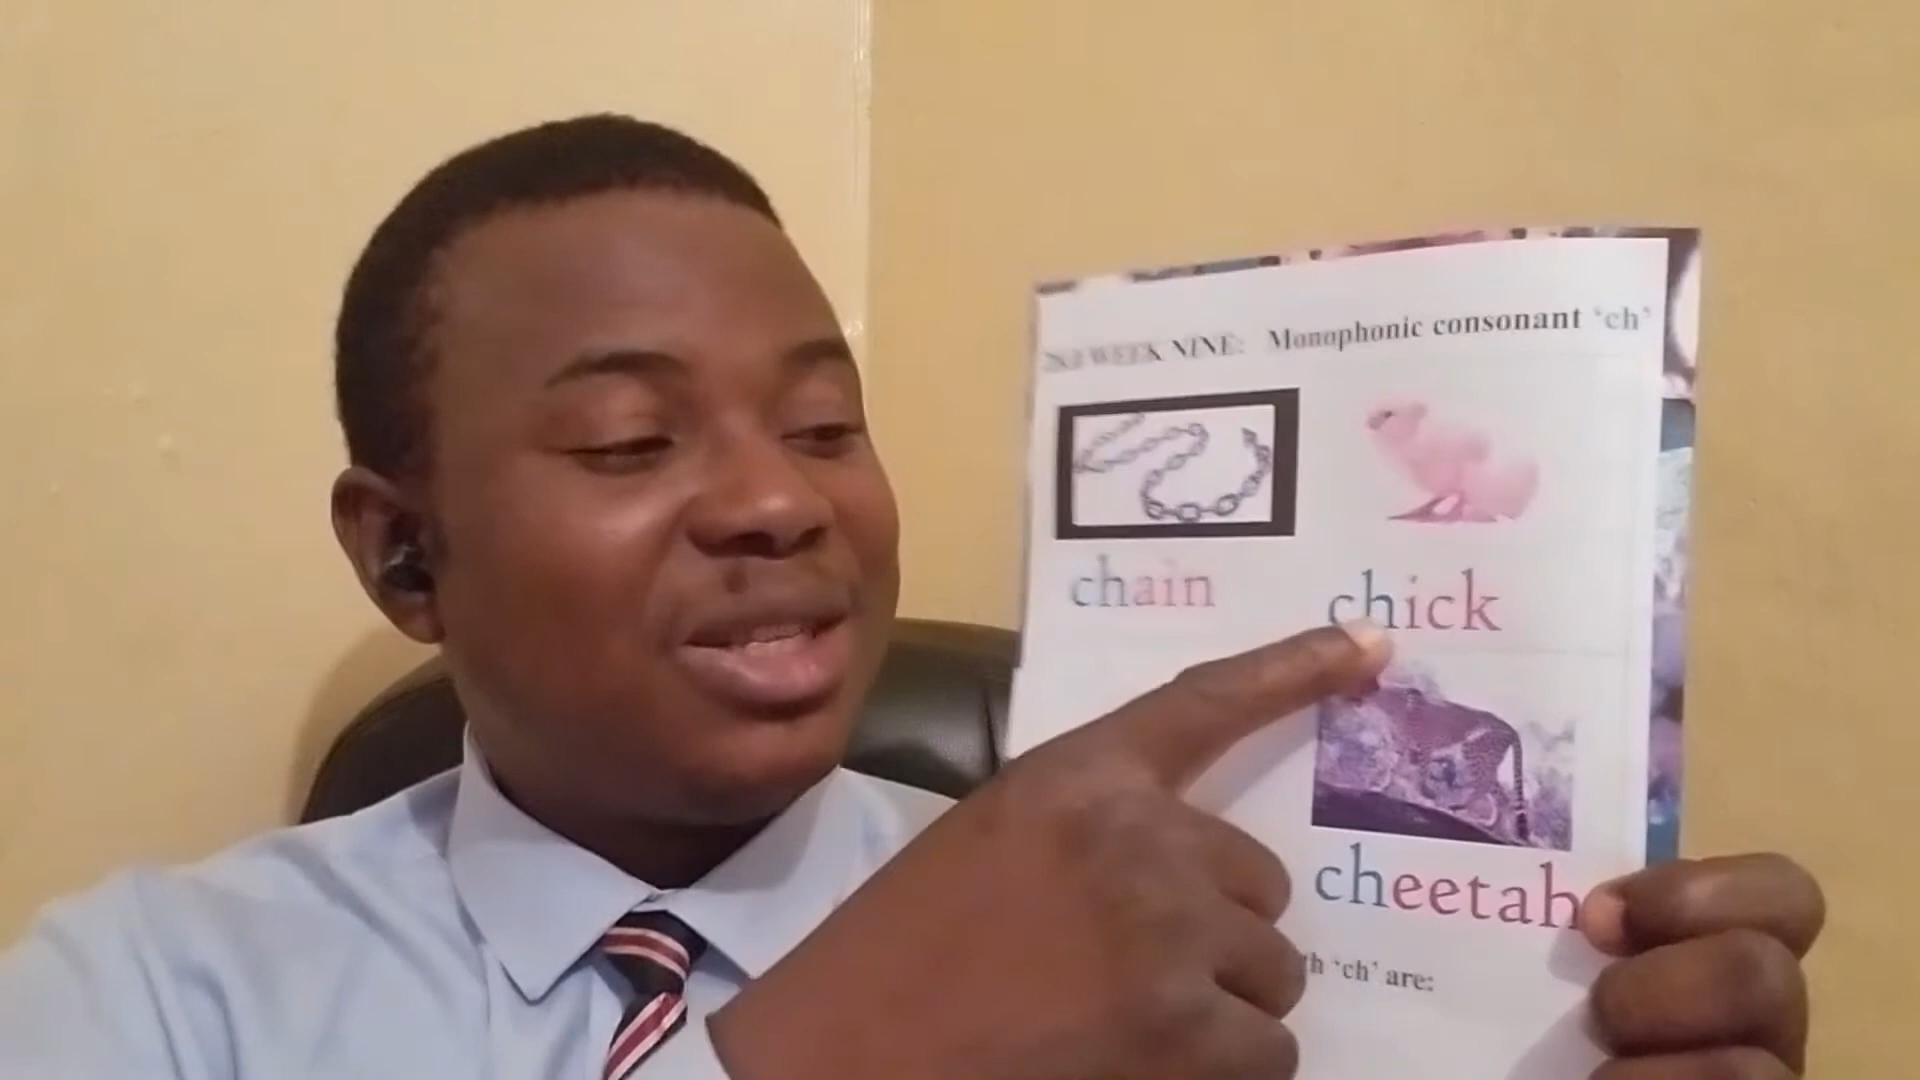 WEEK NINE: Monophonic consonant ‘ch’
chain chick
cheetah
‘ch’ are: